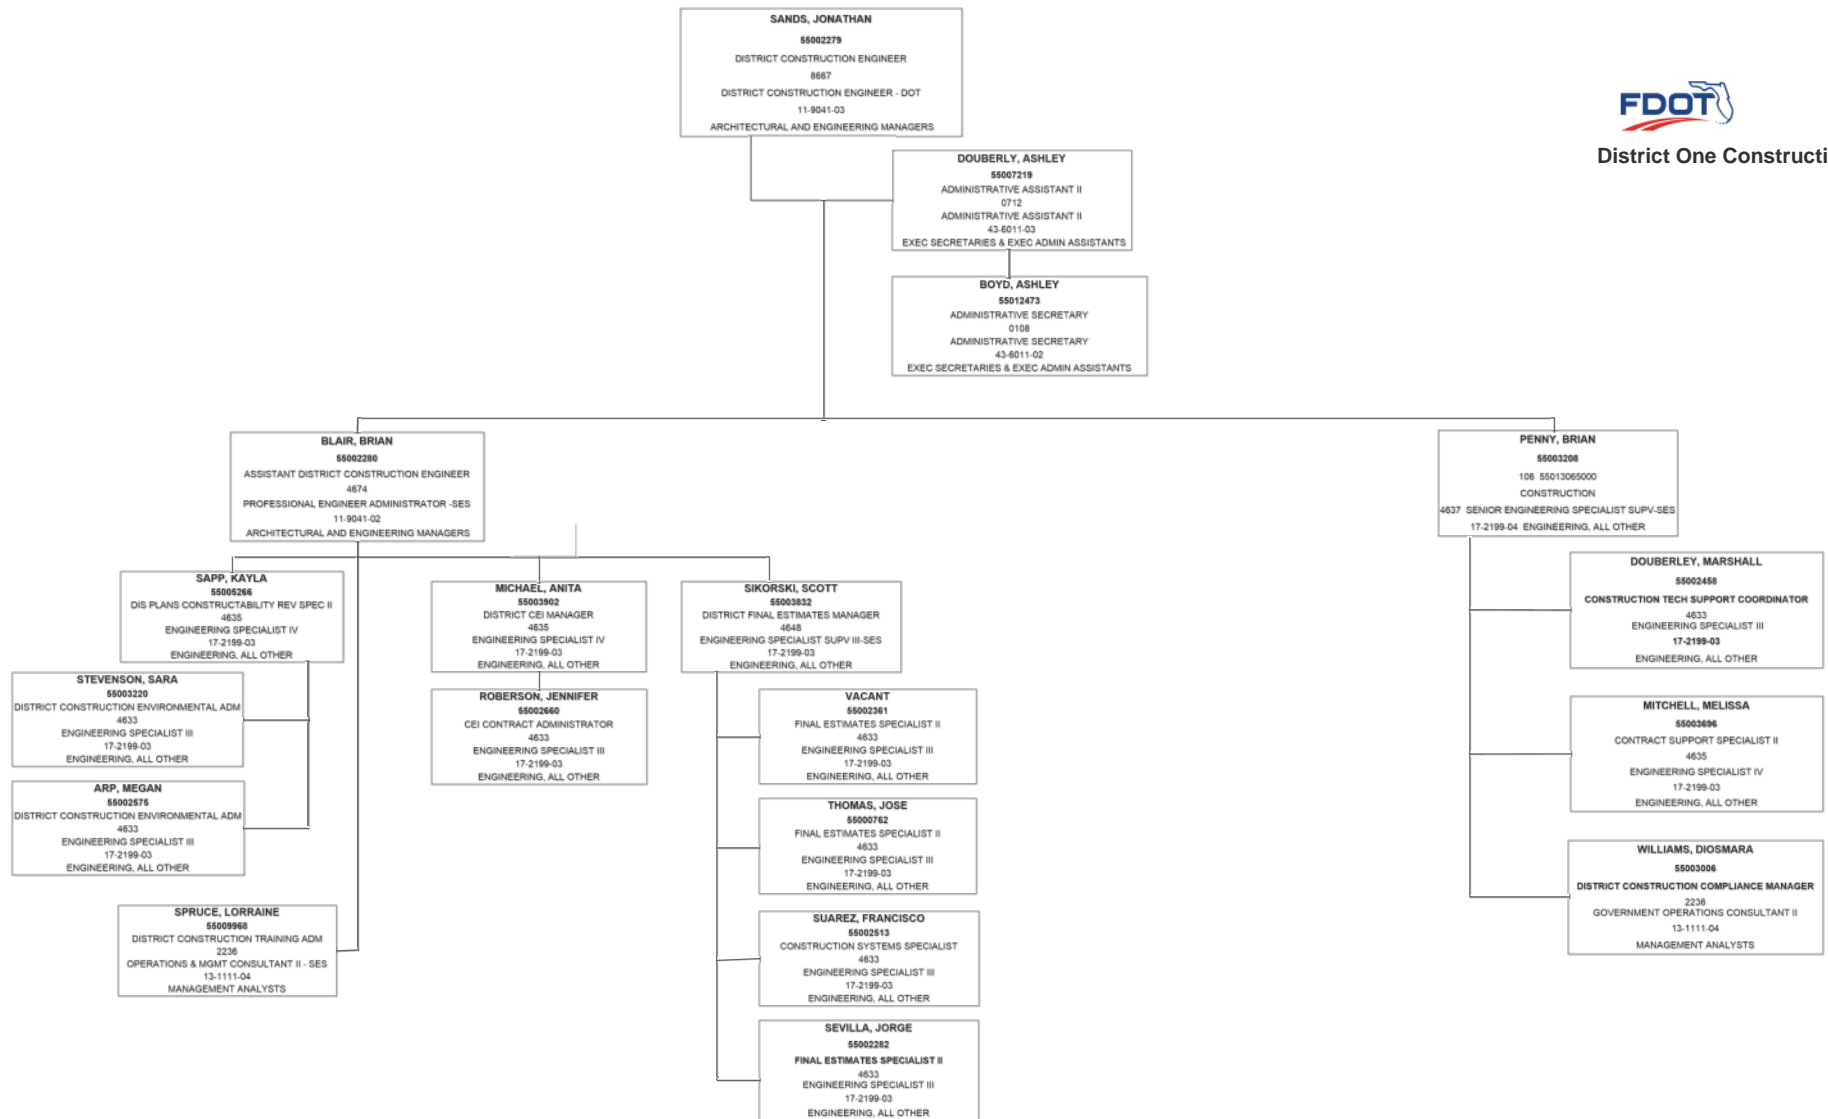 SANDS, JONATHAN
55002279
DISTRICT CONSTRUCTION ENGINEER
8667
DISTRICT CONSTRUCTION ENGINEER - DOT
11-9041-03
ARCHITECTURAL AND ENGINEERING MANAGERS
FDOT
District One Constructi
DOUBERLY, ASHLEY
55007219
ADMINISTRATIVE ASSISTANT II
0712
ADMINISTRATIVE ASSISTANT II
43-6011-03
EXEC SECRETARIES & EXEC ADMIN ASSISTANTS
BOYD, ASHLEY
55012473
ADMINISTRATIVE SECRETARY
0108
ADMINISTRATIVE SECRETARY
43-6011-02
EXEC SECRETARIES & EXEC ADMIN ASSISTANTS
BLAIR, BRIAN
55002280
ASSISTANT DISTRICT CONSTRUCTION ENGINEER
4674
PROFESSIONAL ENGINEER ADMINISTRATOR -SES
11-9041-02
ARCHITECTURAL AND ENGINEERING MANAGERS
PENNY, BRIAN
55003208
106 55013065000
CONSTRUCTION
4637 SENIOR ENGINEERING SPECIALIST SUPV-SES
17-2199-04 ENGINEERING, ALL OTHER
SAPP, KAYLA
55005266
DIS PLANS CONSTRUCTABILITY REV SPEC II
4635
ENGINEERING SPECIALIST IV
17-2199-03
ENGINEERING, ALL OTHER
MICHAEL, ANITA
55003902
DISTRICT CEI MANAGER
4635
ENGINEERING SPECIALIST IV
17-2199-03
ENGINEERING, ALL OTHER
SIKORSKI, SCOTT
55003832
DISTRICT FINAL ESTIMATES MANAGER
4648
ENGINEERING SPECIALIST SUPV III-SES
17-2199-03
ENGINEERING, ALL OTHER
DOUBERLEY, MARSHALL
55002458
CONSTRUCTION TECH SUPPORT COORDINATOR
4633
ENGINEERING SPECIALIST III
17-2199-03
ENGINEERING, ALL OTHER
STEVENSON, SARA
55003220
DISTRICT CONSTRUCTION ENVIRONMENTAL ADM
4633
ENGINEERING SPECIALIST III
17-2199-03
ENGINEERING, ALL OTHER
ROBERSON, JENNIFER
55002660
CEI CONTRACT ADMINISTRATOR
4633
ENGINEERING SPECIALIST III
17-2199-03
ENGINEERING, ALL OTHER
VACANT
55002361
FINAL ESTIMATES SPECIALIST II
4633
ENGINEERING SPECIALIST III
17-2199-03
ENGINEERING, ALL OTHER
MITCHELL, MELISSA
55003696
CONTRACT SUPPORT SPECIALIST II
4635
ENGINEERING SPECIALIST IV
17-2199-03
ENGINEERING, ALL OTHER
ARP, MEGAN
55002575
DISTRICT CONSTRUCTION ENVIRONMENTAL ADM
4633
ENGINEERING SPECIALIST III
17-2199-03
ENGINEERING, ALL OTHER
THOMAS, JOSE
55000762
FINAL ESTIMATES SPECIALIST II
4633
ENGINEERING SPECIALIST III
17-2199-03
ENGINEERING, ALL OTHER
WILLIAMS, DIOSMARA
55003006
DISTRICT CONSTRUCTION COMPLIANCE MANAGER
2236
GOVERNMENT OPERATIONS CONSULTANT II
13-1111-04
MANAGEMENT ANALYSTS
SPRUCE, LORRAINE
55009968
DISTRICT CONSTRUCTION TRAINING ADM
2236
OPERATIONS & MGMT CONSULTANT II - SES
13-1111-04
MANAGEMENT ANALYSTS
SUAREZ, FRANCISCO
55002513
CONSTRUCTION SYSTEMS SPECIALIST
4633
ENGINEERING SPECIALIST III
17-2199-03
ENGINEERING, ALL OTHER
SEVILLA, JORGE
55002282
FINAL ESTIMATES SPECIALIST II
4633
ENGINEERING SPECIALIST III
17-2199-03
ENGINEERING, ALL OTHER